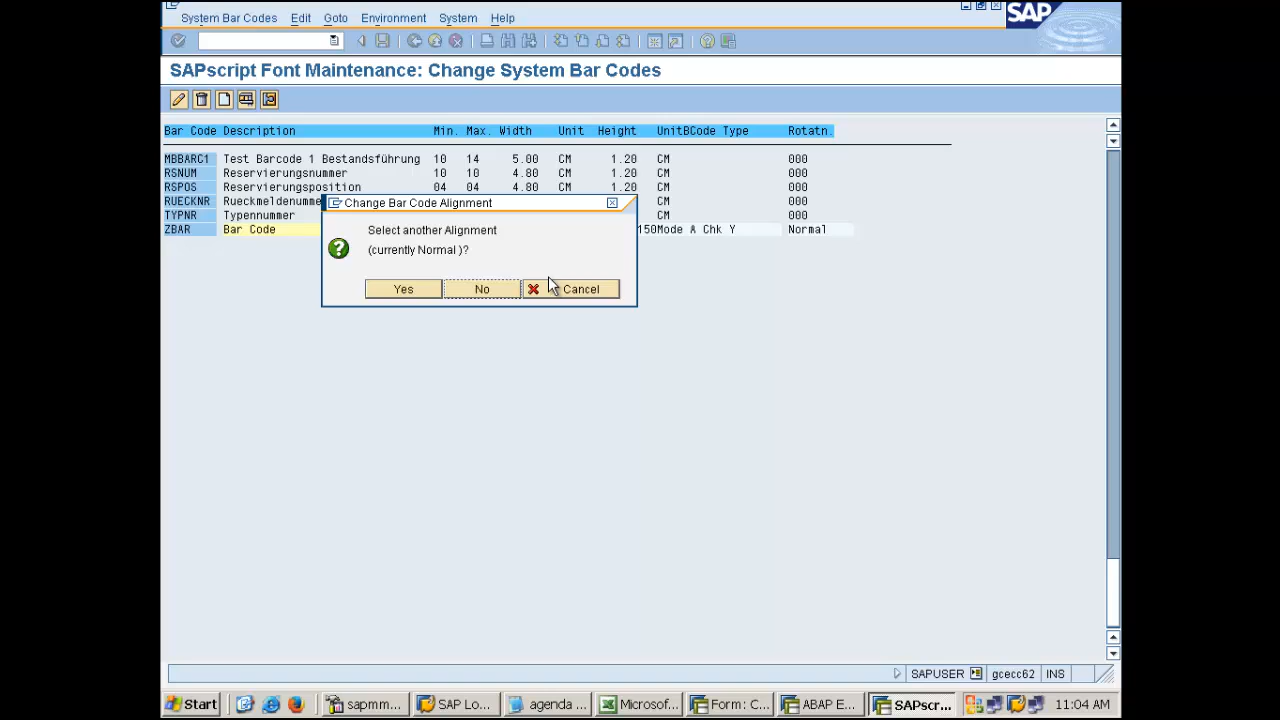 System Bar Codes Edit Goto Environment System Help
SAP
SAPscript Font Maintenance: Change System Bar Codes
Bar Code Description Min. Max. Width Unit Height UnitBCode Type Rotatn.
MBBARC1 Test Barcode 1 Bestandsführung 10 14 5.00 CM 1.20 CM 000
RSNUM Reservierungsnummer 10 10 4.80 CM 1.20 CM 000
RSPOS Reservierungsposition 04 04 4.80 CM 1.20 CM 000
RUECKNR Rueckmeldenumme CM 000
TYPNR Typennummer CM 000
ZBAR Bar Code 150Mode A Chk Y Normal
Change Bar Code Alignment
Select another Alignment
(currently Normal )?
Yes No Cancel
SAPUSER gcecc62 INS
Start sapmm... SAP Lo... agenda ... Microsof... Form: C... ABAP E... SAPscr... 11:04 AM